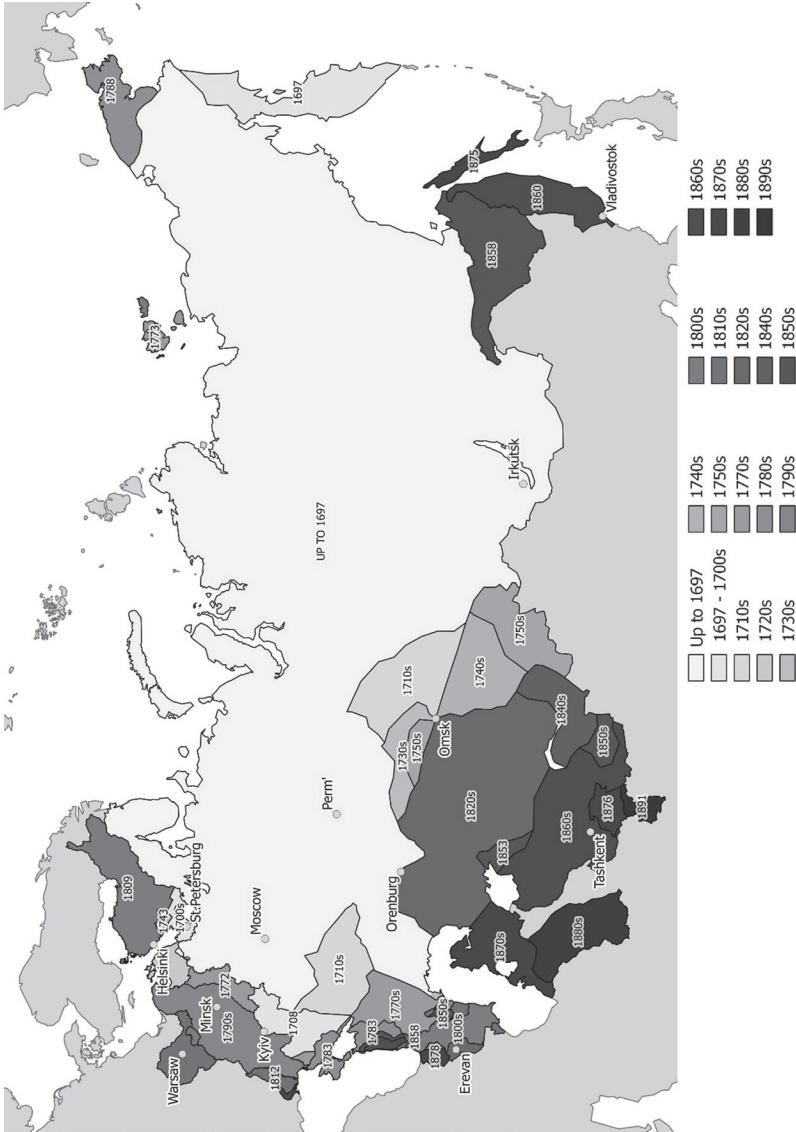 1788
1697
1773
1875
1860
Vladivostok
1858
Irkutsk
UP TO 1697
1750s
1740s
1710s
1730s
1750s
Omsk
1840s
1850s
1820s
1860s
1876
1891
Tashkent
1853
Perm'
Orenburg
1870s
1880s
1809
1743
1700s
St.Petersburg
Helsinki
Moscow
1710s
1772
Minsk
1790s
Warsaw
Kyiv
1708
1812
1783
1770s
1783
1858
1850s
1800s
1878
Erevan
Up to 1697
1697 - 1700s
1710s
1720s
1730s
1740s
1750s
1770s
1780s
1790s
1800s
1810s
1820s
1840s
1850s
1860s
1870s
1880s
1890s